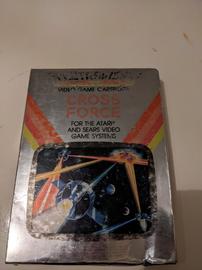 VIDEO GAME CARTRIDGE
CROSS
FORCE
FOR THE ATARI®
AND SEARS VIDEO
GAME SYSTEMS